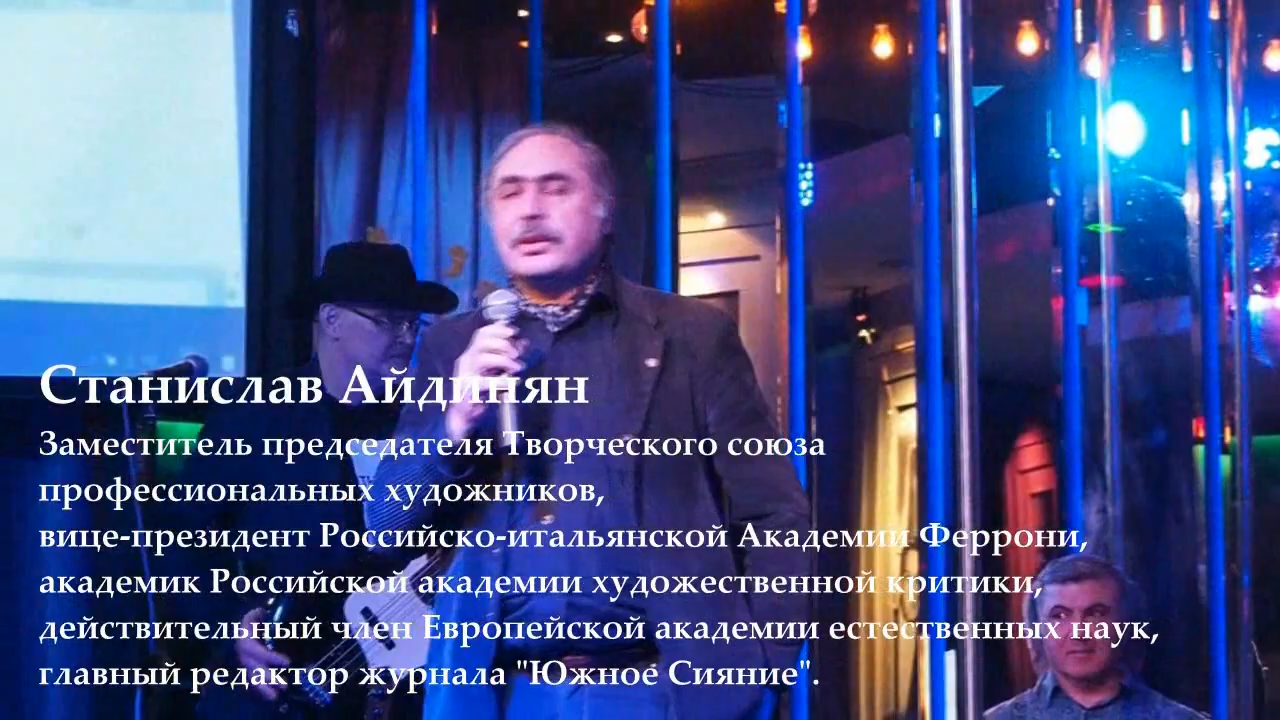 Станислав Айдинян
Заместитель председателя Творческого союза
профессиональных художников,
вице-президент Российско-итальянской Академии Феррони,
академик Российской академии художественной критики,
действительный член Европейской академии естественных наук,
главный редактор журнала "Южное Сияние".